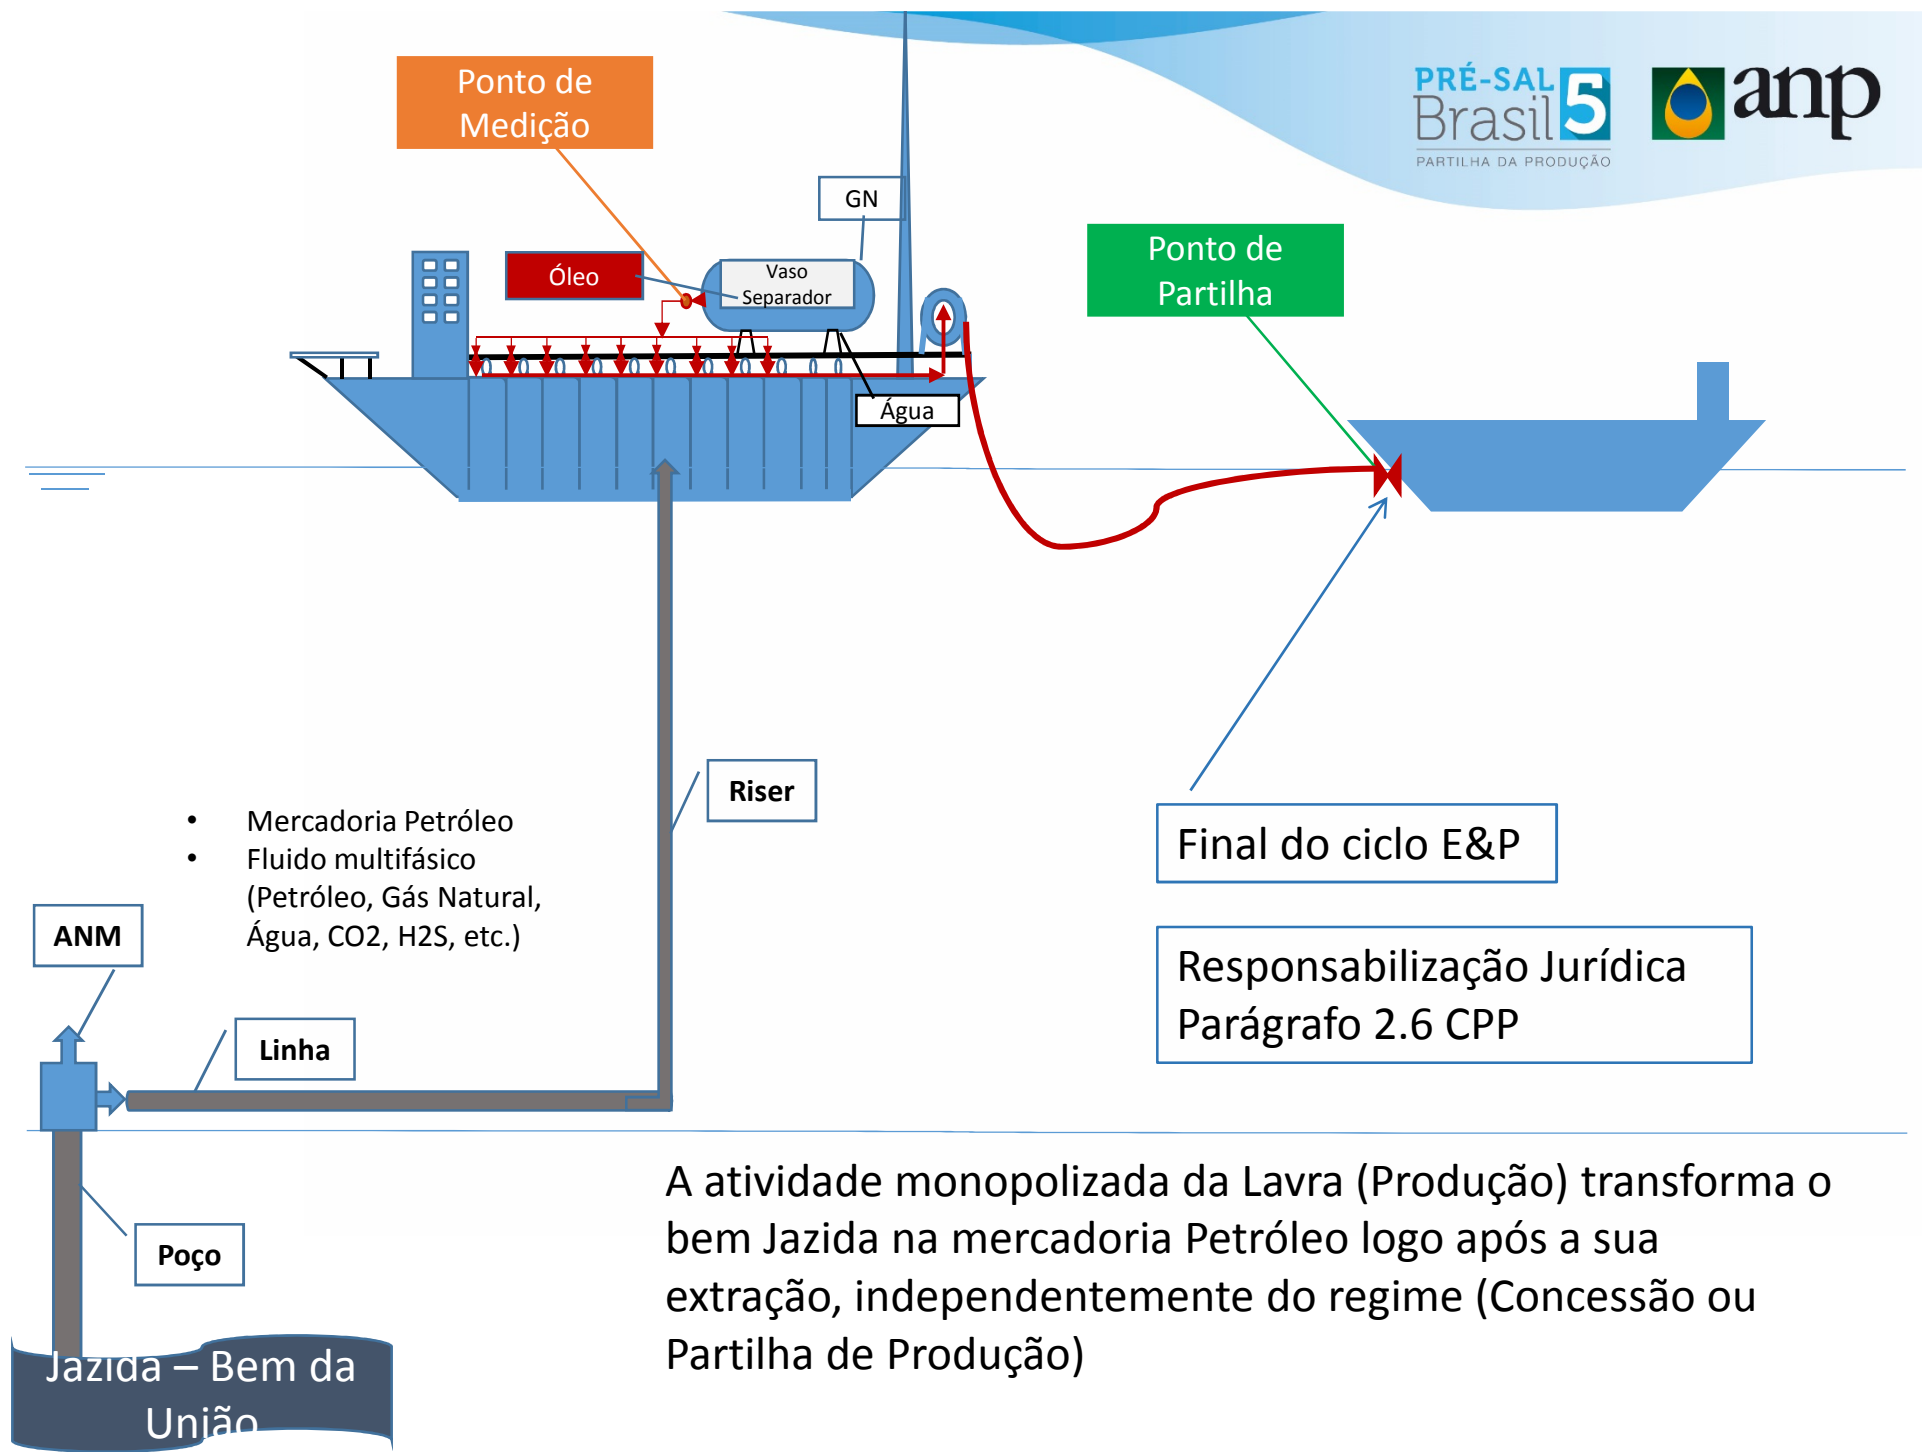 Ponto de
Medição
PRÉ-SAL
Brasil 5
PARTILHA DA PRODUÇÃO
anp
GN
Óleo
Vaso
Separador
Ponto de
Partilha
Água
Riser
• Mercadoria Petróleo
• Fluido multifásico
(Petróleo, Gás Natural,
Água, CO2, H2S, etc.)
Final do ciclo E&P
ANM
Responsabilização Jurídica
Parágrafo 2.6 CPP
Linha
A atividade monopolizada da Lavra (Produção) transforma o
bem Jazida na mercadoria Petróleo logo após a sua
extração, independentemente do regime (Concessão ou
Partilha de Produção)
Poço
Jazida – Bem da
União